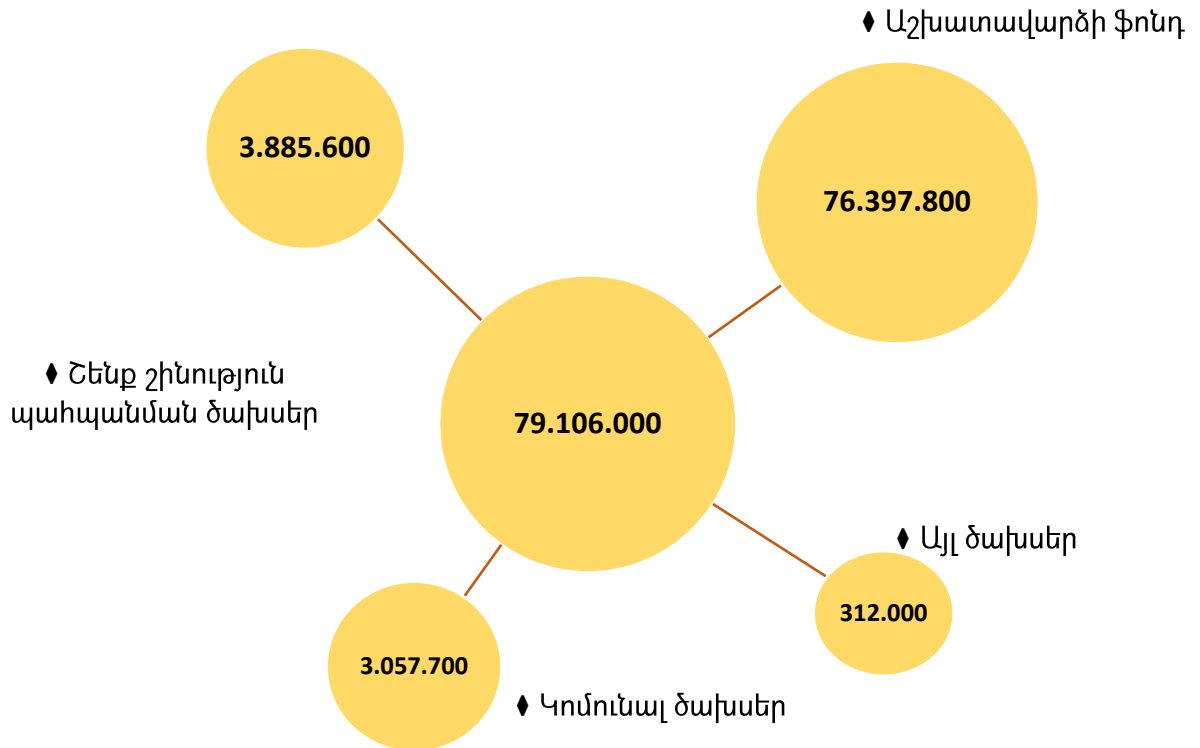 ♦ Աշխատավարձի ֆոնդ
3.885.600
76.397.800
♦ Շենք շինություն
պահպանման ծախսեր
79.106.000
♦ Այլ ծախսեր
312.000
3.057.700
♦ Կոմունալ ծախսեր